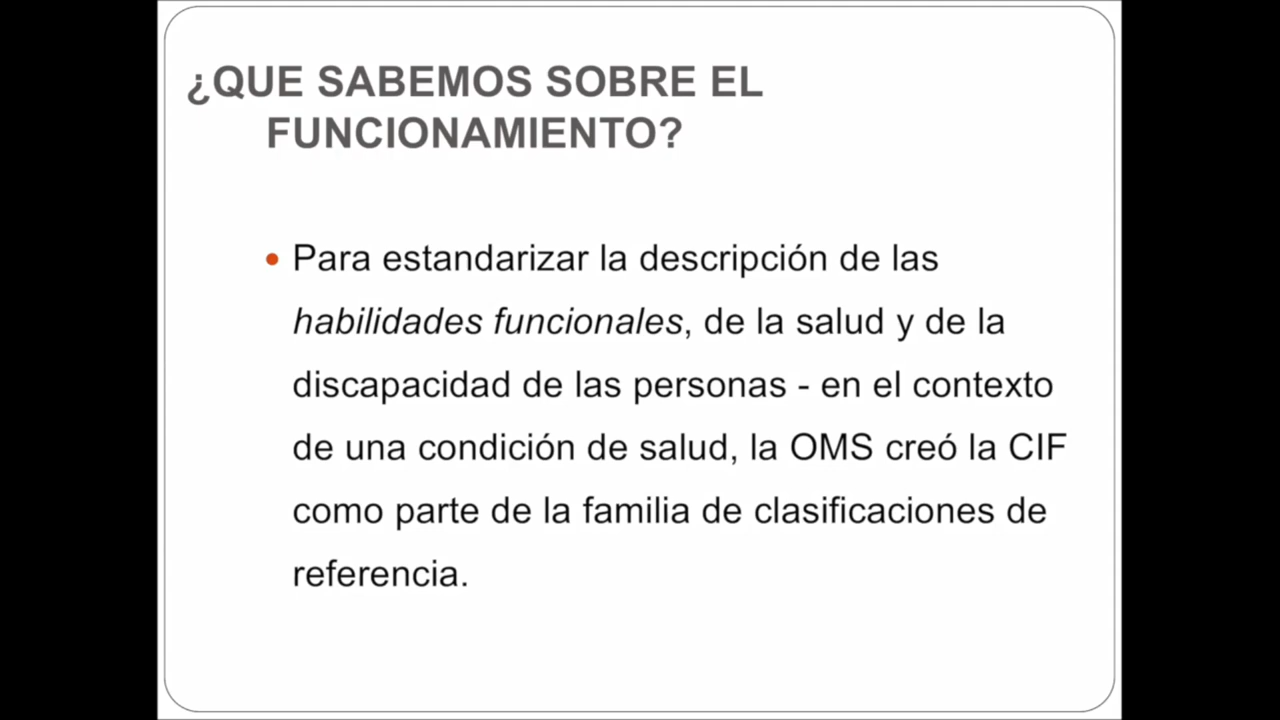 ¿QUE SABEMOS SOBRE EL
FUNCIONAMIENTO?
• Para estandarizar la descripción de las
habilidades funcionales, de la salud y de la
discapacidad de las personas - en el contexto
de una condición de salud, la OMS creó la CIF
como parte de la familia de clasificaciones de
referencia.